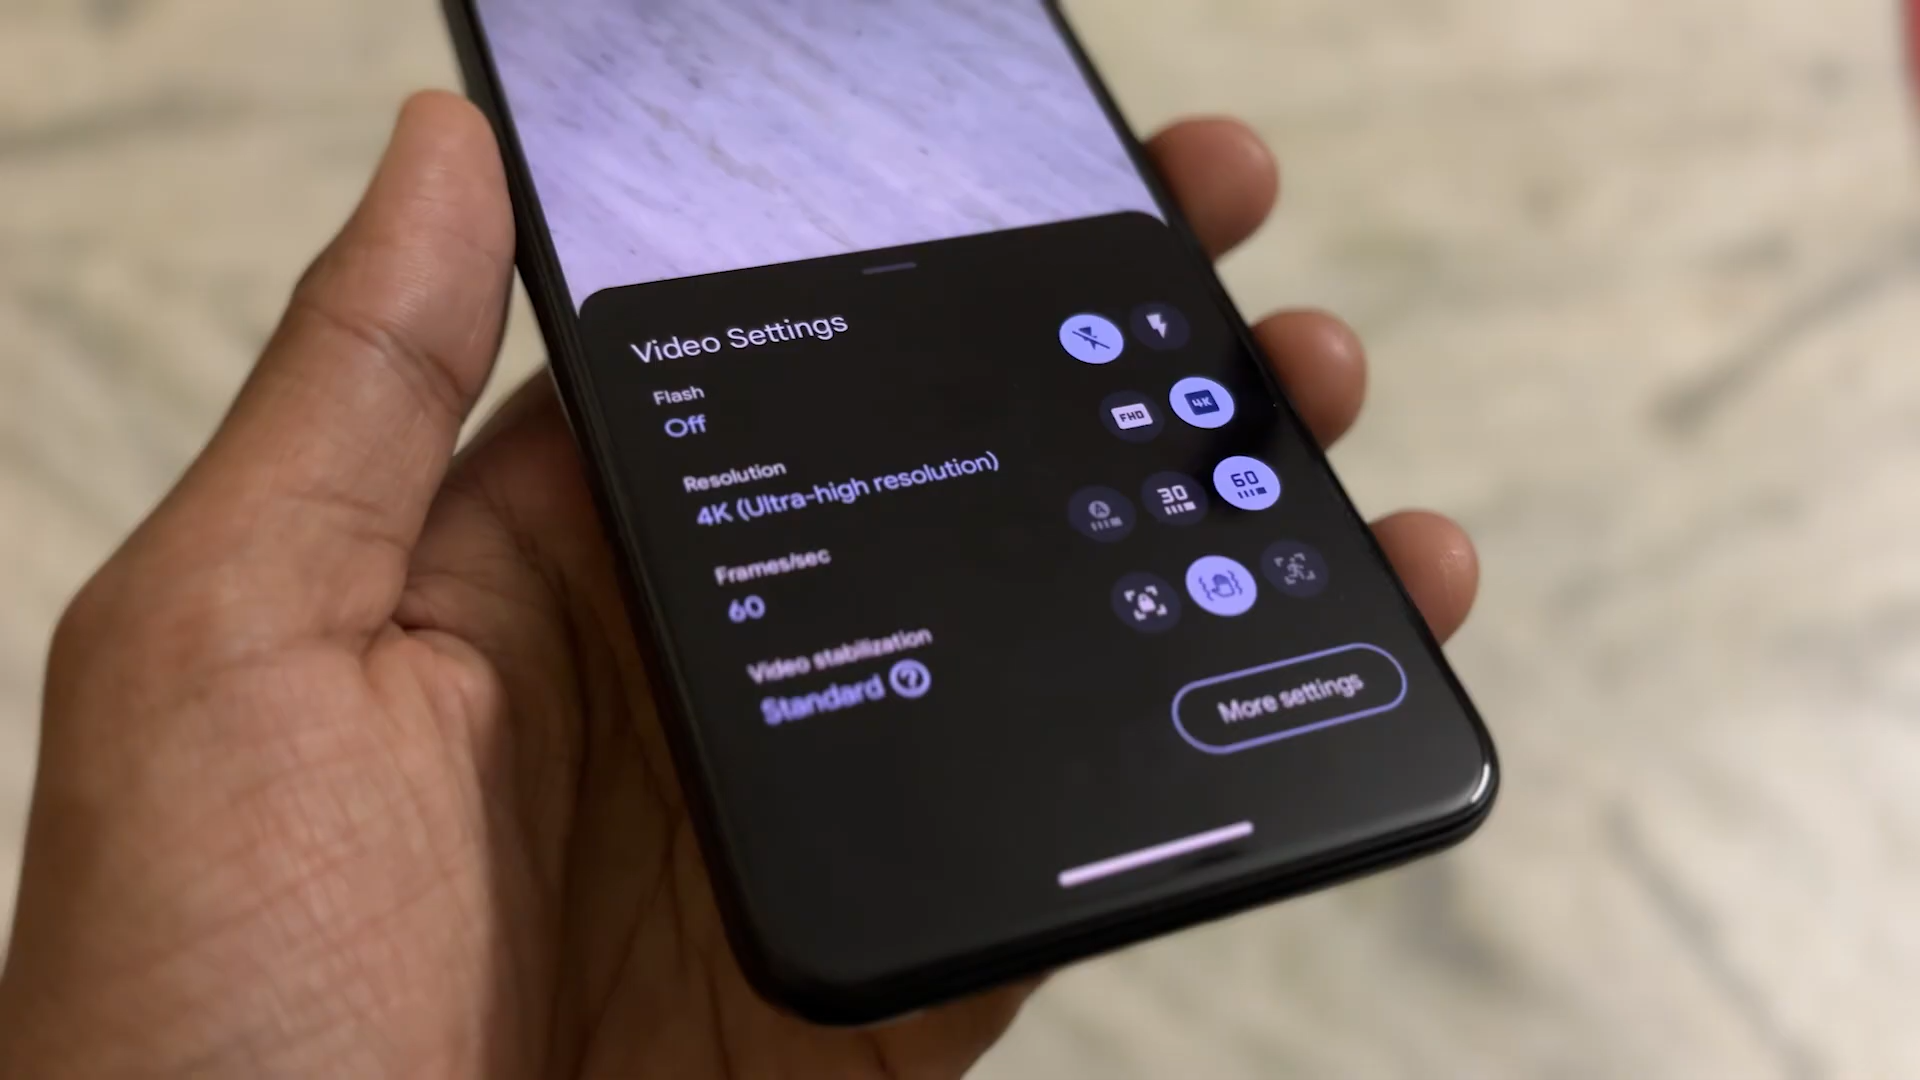 Video Settings
Flash
Off
Resolution
4K (Ultra-high resolution)
FHD
4K
Frames/sec
60
A
30
60
Video stabilization
Standard ?
More settings